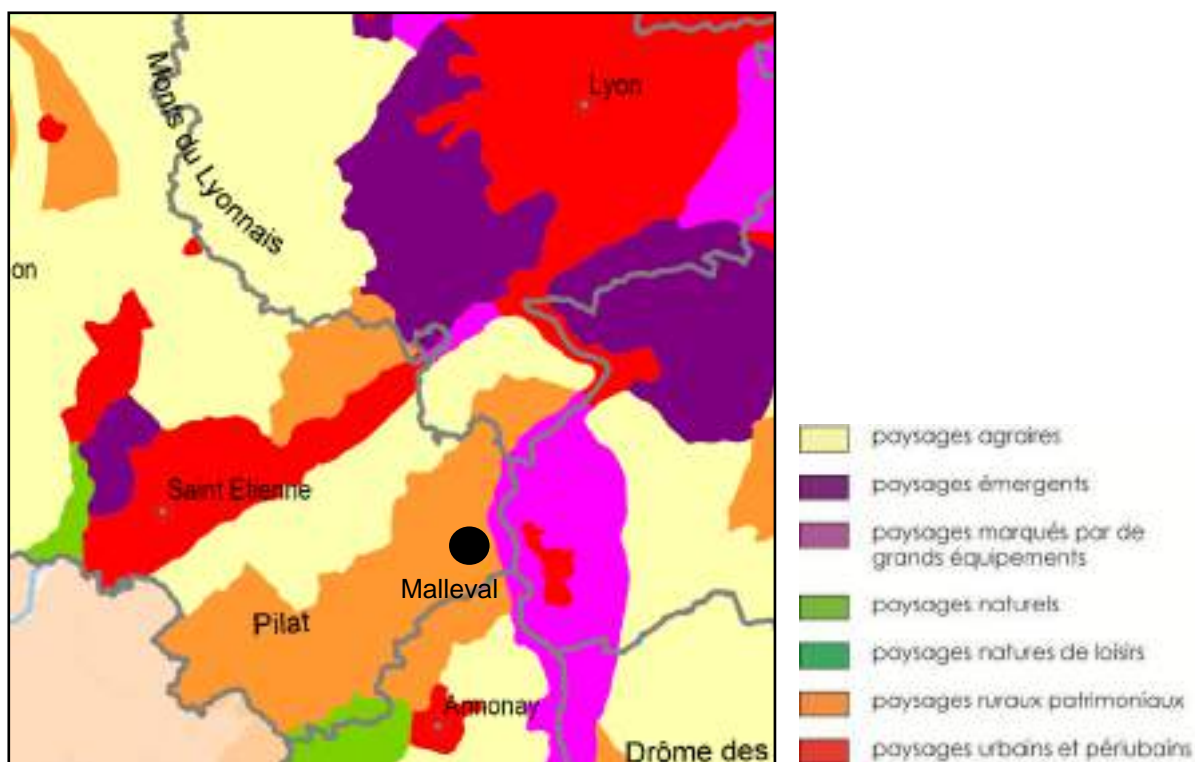 Lyon
Monts du Lyonnais
on
Saint Etienne
Malleval
Pilat
Annonay
Drôme des
paysages agraires
paysages émergents
paysages marqués par de
grands équipements
paysages naturels
paysages natures de loisirs
paysages ruraux patrimoniaux
paysages urbains et périubains